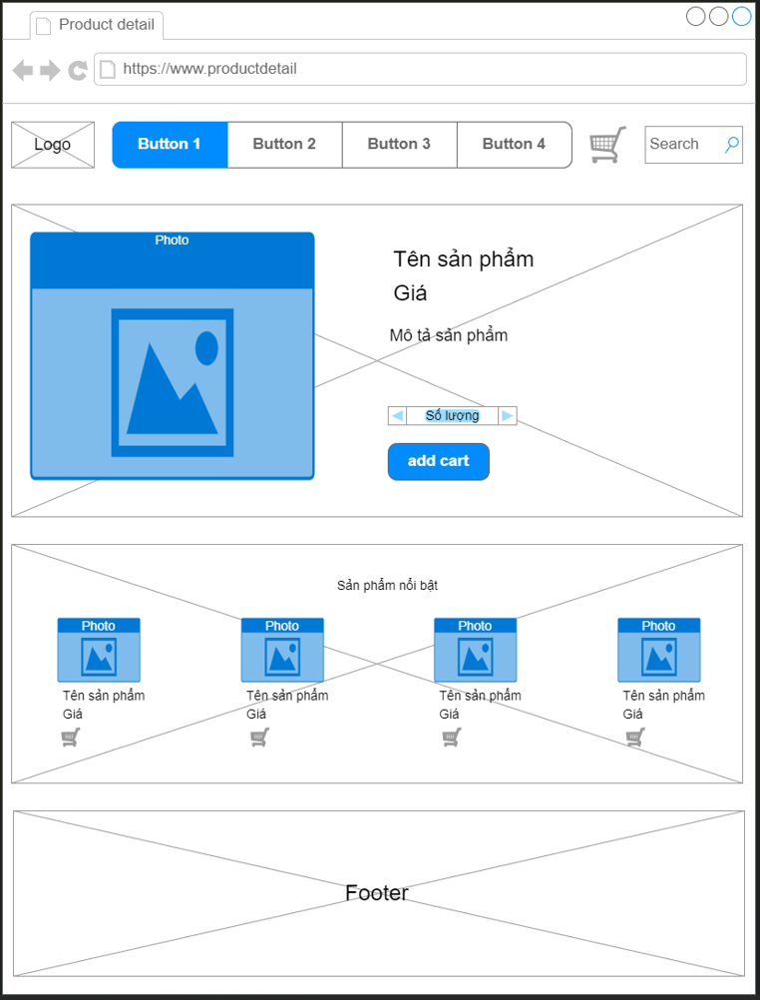 Product detail
https://www.productdetail
Logo
Button 1
Button 2
Button 3
Button 4
Search
Photo
Tên sản phẩm
Giá
Mô tả sản phẩm
Số lượng
add cart
Sản phẩm nổi bật
Photo
Photo
Photo
Photo
Tên sản phẩm
Tên sản phẩm
Tên sản phẩm
Tên sản phẩm
Giá
Giá
Giá
Giá
Footer